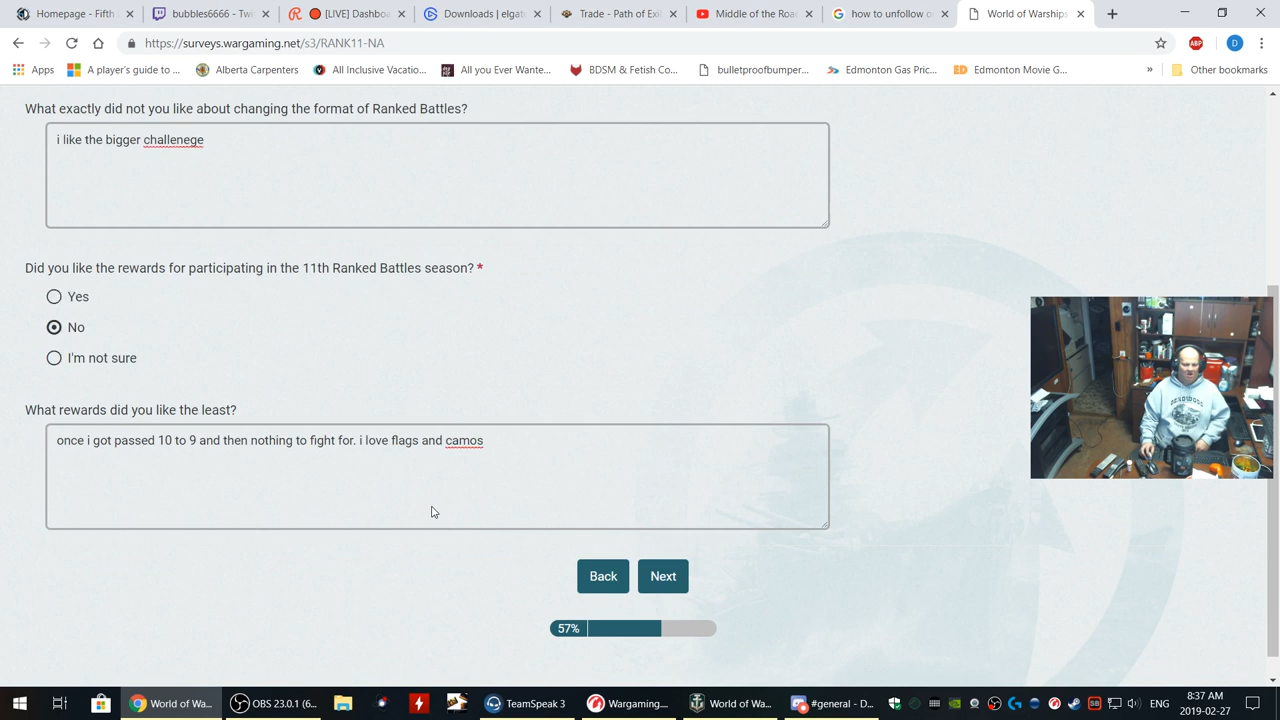 Homepage - Fifth A
bubbles6666 - Twi
[LIVE] Dashboa
Downloads | elgat
Trade - Path of Exil
Middle of the Roa
how to unfollow o
World of Warships
https://surveys.wargaming.net/s3/RANK11-NA
ABP
D
Apps
A player's guide to ...
Alberta Carpenters
All Inclusive Vacatio...
All you Ever Wante...
BDSM & Fetish Co...
bulletproofbumper...
Edmonton Gas Pric...
ED
Edmonton Movie G...
»
Other bookmarks
What exactly did not you like about changing the format of Ranked Battles?
i like the bigger challenege
Did you like the rewards for participating in the 11th Ranked Battles season? *
Yes
No
I'm not sure
What rewards did you like the least?
once i got passed 10 to 9 and then nothing to fight for. i love flags and camos
Back
Next
57%
World of Wa...
OBS 23.0.1 (6...
TeamSpeak 3
Wargaming....
World of Wa...
#general - D...
ENG
8:37 AM
2019-02-27